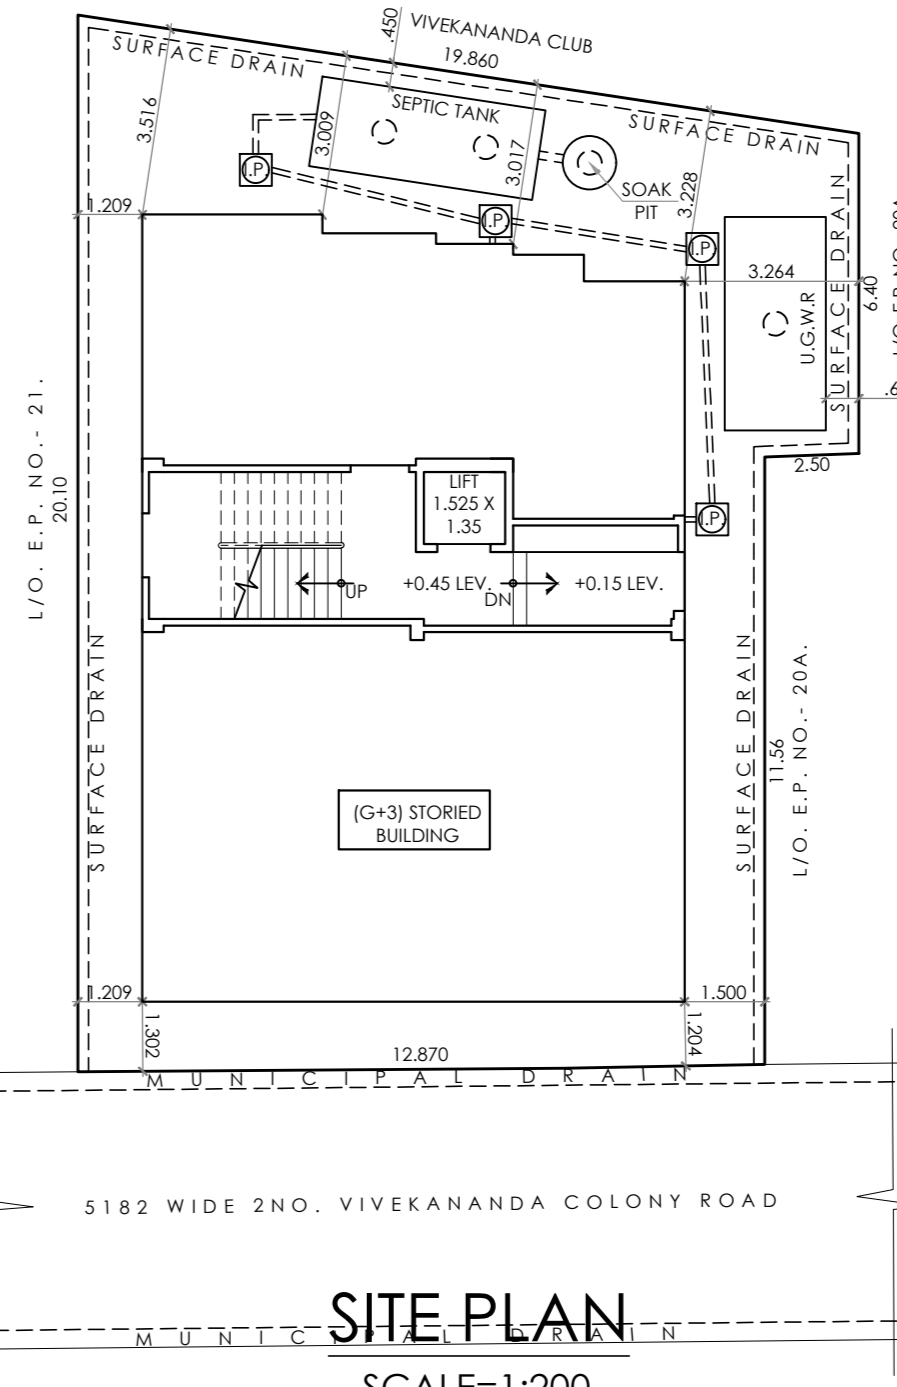 .450
VIVEKANANDA CLUB
19.860
SURFACE DRAIN
3.516
3.009
SEPTIC TANK
3.017
SURFACE DRAIN
SOAK
PIT
3.228
I.P.
I.P.
I.P.
1.209
3.264
6.40
U.G.W.R
SURFACE DRAIN
2.50
L/O. E.P. NO.- 21.
20.10
LIFT
1.525 X
1.35
I.P.
UP
+0.45 LEV.
DN
+0.15 LEV.
SURFACE DRAIN
SURFACE DRAIN
11.56
L/O. E.P. NO.- 20A.
(G+3) STORIED
BUILDING
1.209
1.500
1.302
1.204
12.870
MUNICIPAL DRAIN
5182 WIDE 2NO. VIVEKANANDA COLONY ROAD
SITE PLAN
MUNICIPAL DRAIN
SCALE=1:200